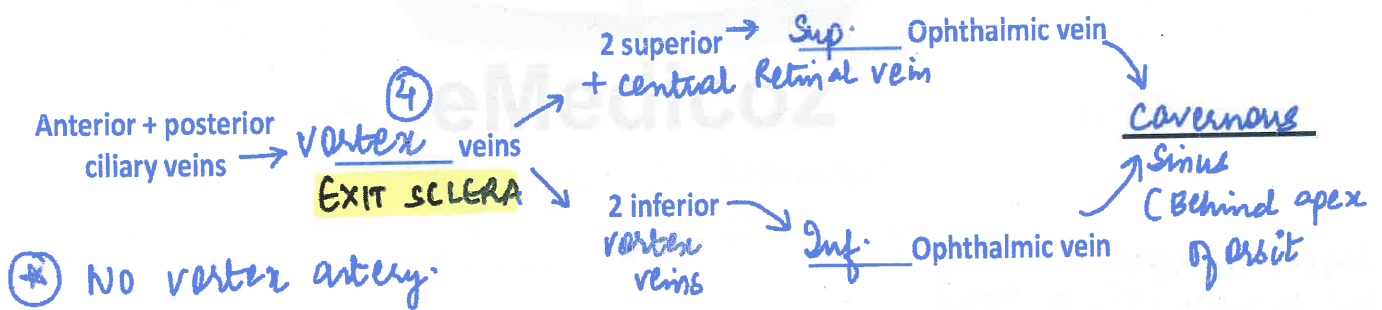 2 superior → Sup. Ophthalmic vein
+ central Retinal vein
eMedicoz
④
Anterior + posterior
ciliary veins → vortex veins
EXIT SCLERA
cavernous
Sinus
(Behind apex
of orbit
2 inferior
vortex
veins
Inf. Ophthalmic vein
No vortex artery.